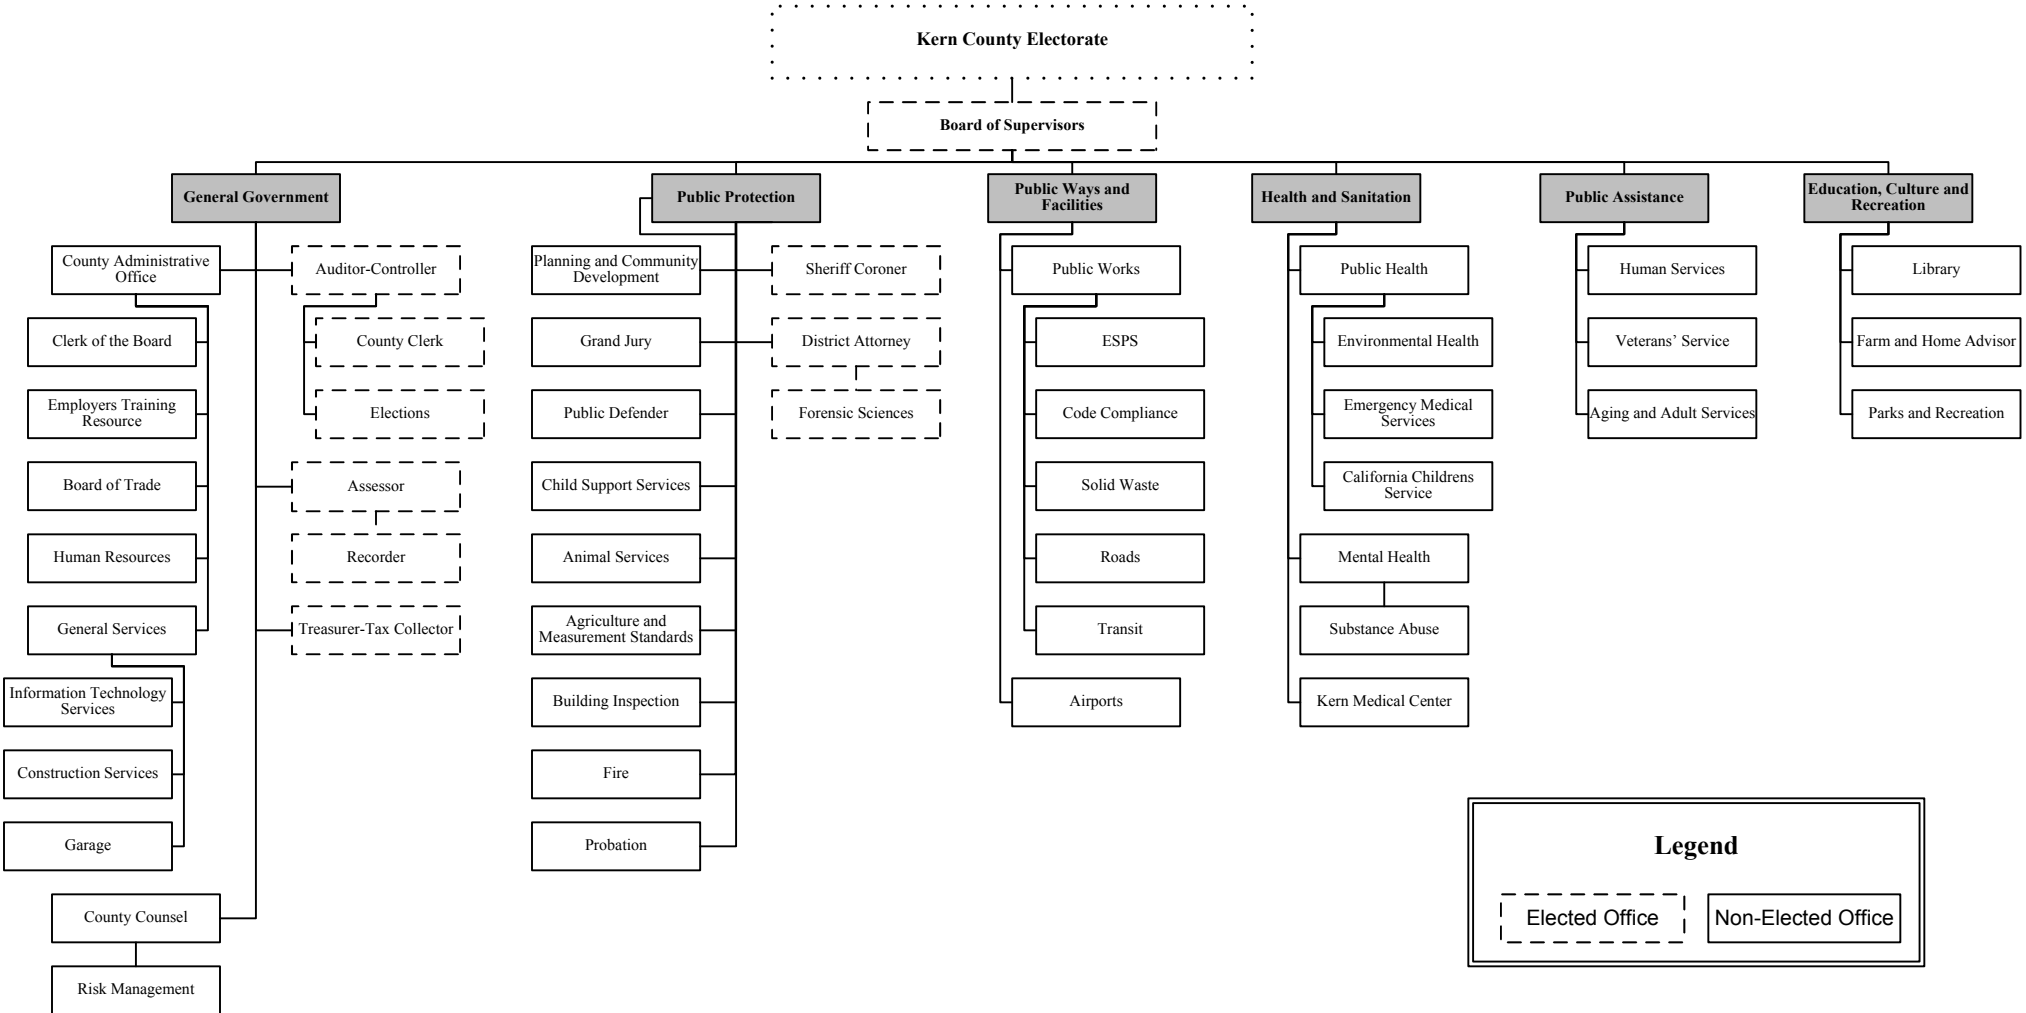 Kern County Electorate
Board of Supervisors
General Government
County Administrative
Office
Clerk of the Board
Employers Training
Resource
Board of Trade
Human Resources
General Services
Information Technology
Services
Construction Services
Garage
County Counsel
Risk Management
Auditor-Controller
County Clerk
Elections
Assessor
Recorder
Treasurer-Tax Collector
Public Protection
Planning and Community
Development
Grand Jury
Public Defender
Child Support Services
Animal Services
Agriculture and
Measurement Standards
Building Inspection
Fire
Probation
Sheriff Coroner
District Attorney
Forensic Sciences
Public Ways and
Facilities
Public Works
ESPS
Code Compliance
Solid Waste
Roads
Transit
Airports
Health and Sanitation
Public Health
Environmental Health
Emergency Medical
Services
California Childrens
Service
Mental Health
Substance Abuse
Kern Medical Center
Public Assistance
Human Services
Veterans’ Service
Aging and Adult Services
Education, Culture and
Recreation
Library
Farm and Home Advisor
Parks and Recreation
Legend
Elected Office
Non-Elected Office